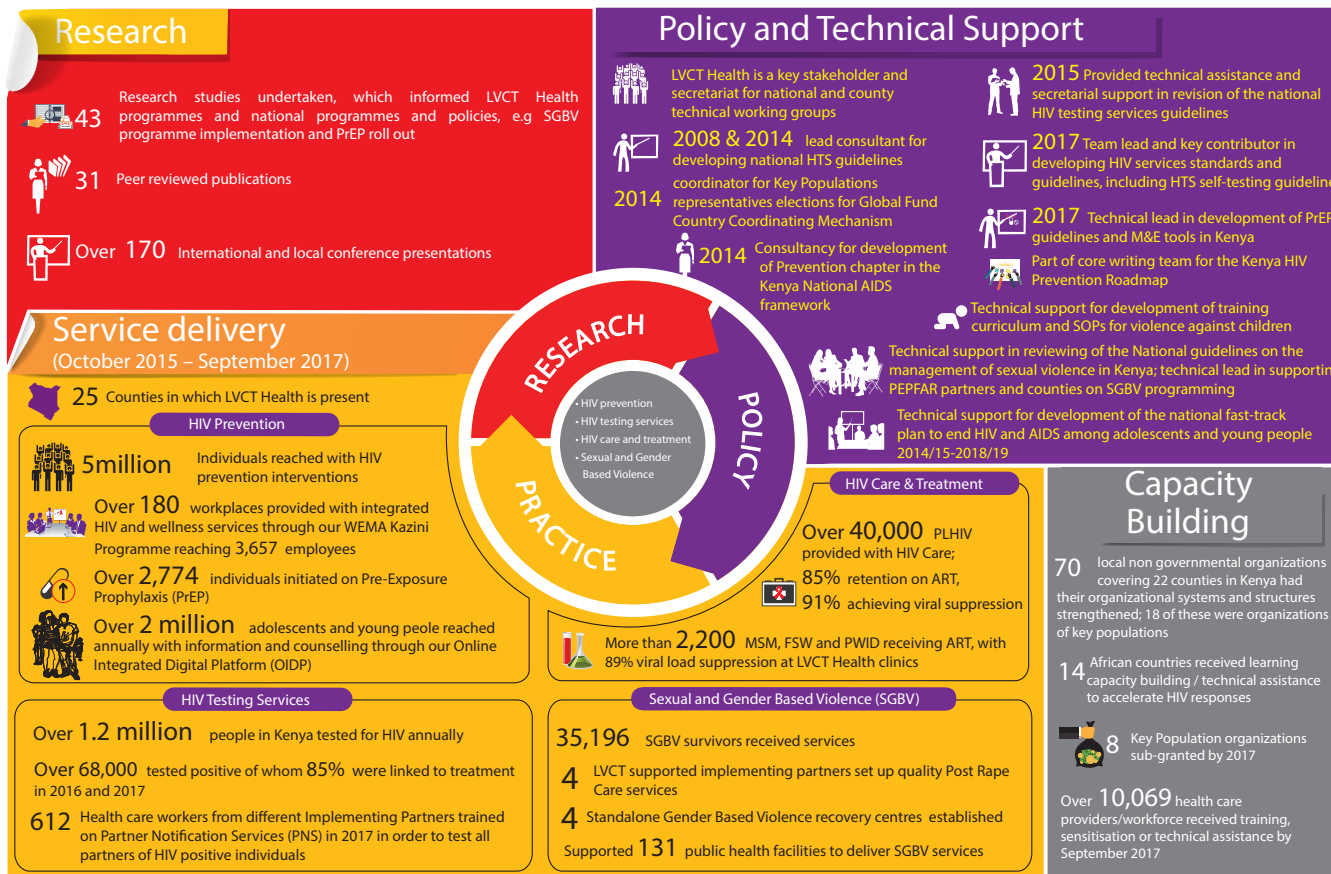 Research
43 Research studies undertaken, which informed LVCT Health
programmes and national programmes and policies, e.g SGBV
programme implementation and PrEP roll out
31 Peer reviewed publications
Over 170 International and local conference presentations
Policy and Technical Support
LVCT Health is a key stakeholder and
secretariat for national and county
technical working groups
2008 & 2014 lead consultant for
developing national HTS guidelines
2014 coordinator for Key Populations
representatives elections for Global Fund
Country Coordinating Mechanism
2014 Consultancy for development
of Prevention chapter in the
Kenya National AIDS
framework
2015 Provided technical assistance and
secretarial support in revision of the national
HIV testing services guidelines
2017 Team lead and key contributor in
developing HIV services standards and
guidelines, including HTS self-testing guideline
2017 Technical lead in development of PrEP
guidelines and M&E tools in Kenya
Part of core writing team for the Kenya HIV
Prevention Roadmap
Technical support for development of training
curriculum and SOPs for violence against children
Technical support in reviewing of the National guidelines on the
management of sexual violence in Kenya; technical lead in supportin
PEPFAR partners and counties on SGBV programming
Technical support for development of the national fast-track
plan to end HIV and AIDS among adolescents and young people
2014/15-2018/19
RESEARCH
POLICY
PRACTICE
• HIV prevention
• HIV testing services
• HIV care and treatment
• Sexual and Gender
Based Violence
Service delivery
(October 2015 – September 2017)
25 Counties in which LVCT Health is present
HIV Prevention
5million Individuals reached with HIV
prevention interventions
Over 180 workplaces provided with integrated
HIV and wellness services through our WEMA Kazini
Programme reaching 3,657 employees
Over 2,774 individuals initiated on Pre-Exposure
Prophylaxis (PrEP)
Over 2 million adolescents and young peole reached
annually with information and counselling through our Online
Integrated Digital Platform (OIDP)
HIV Care & Treatment
Over 40,000 PLHIV
provided with HIV Care;
85% retention on ART,
91% achieving viral suppression
More than 2,200 MSM, FSW and PWID receiving ART, with
89% viral load suppression at LVCT Health clinics
HIV Testing Services
Over 1.2 million people in Kenya tested for HIV annually
Over 68,000 tested positive of whom 85% were linked to treatment
in 2016 and 2017
612 Health care workers from different Implementing Partners trained
on Partner Notification Services (PNS) in 2017 in order to test all
partners of HIV positive individuals
Sexual and Gender Based Violence (SGBV)
35,196 SGBV survivors received services
4 LVCT supported implementing partners set up quality Post Rape
Care services
4 Standalone Gender Based Violence recovery centres established
Supported 131 public health facilities to deliver SGBV services
Capacity
Building
70 local non governmental organizations
covering 22 counties in Kenya had
their organizational systems and structures
strengthened; 18 of these were organizations
of key populations
14 African countries received learning
capacity building / technical assistance
to accelerate HIV responses
8 Key Population organizations
sub-granted by 2017
Over 10,069 health care
providers/workforce received training,
sensitisation or technical assistance by
September 2017